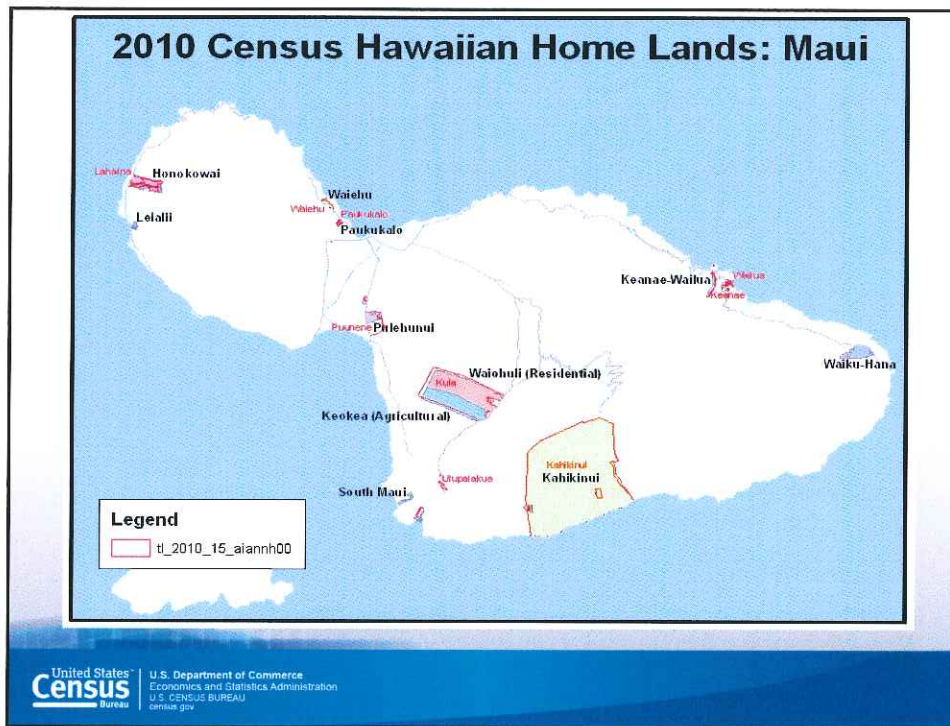 2010 Census Hawaiian Home Lands: Maui
Lahaina
Honokowai
Leialii
Waiehu
Waiehu
Paukukalo
Paukukalo
Keanae-Wailua
Wailua
Keanae
Puunene
Pulehunui
Waiku-Hana
Waiohuli (Residential)
Kula
Keokea (Agricultural)
Kahikinui
Kahikinui
Ulupalakua
South Maui
Legend
tl_2010_15_aiannh00
United States™
Census
Bureau
U.S. Department of Commerce
Economics and Statistics Administration
U.S. CENSUS BUREAU
census.gov